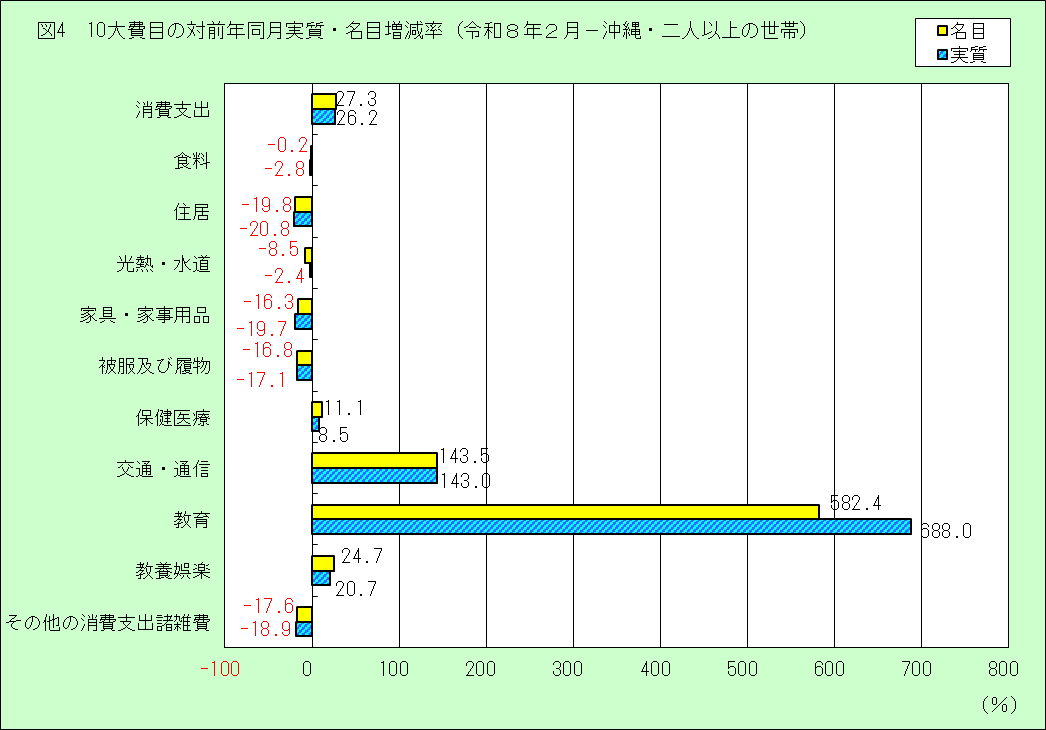 図4　10大費目の対前年同月実質・名目増減率（令和８年２月－沖縄・二人以上の世帯）
名目
実質
消費支出
27.3
26.2
食料
-0.2
-2.8
住居
-19.8
-20.8
光熱・水道
-8.5
-2.4
家具・家事用品
-16.3
-19.7
被服及び履物
-16.8
-17.1
保健医療
11.1
8.5
交通・通信
143.5
143.0
教育
582.4
688.0
教養娯楽
24.7
20.7
その他の消費支出諸雑費
-17.6
-18.9
-100 0 100 200 300 400 500 600 700 800
（％）